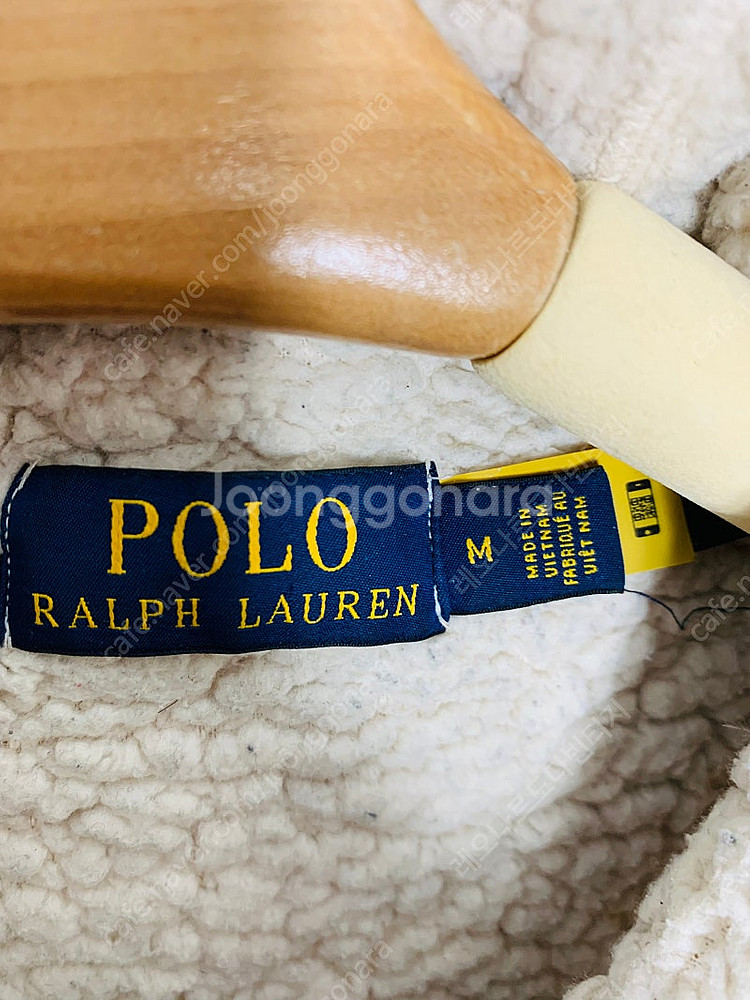 POLO
RALPH LAUREN
M
MADE IN
VIETNAM
FABRIQUÉ AU
VIÊT NAM
Joonggonara
cafe.naver.com/joonggonara